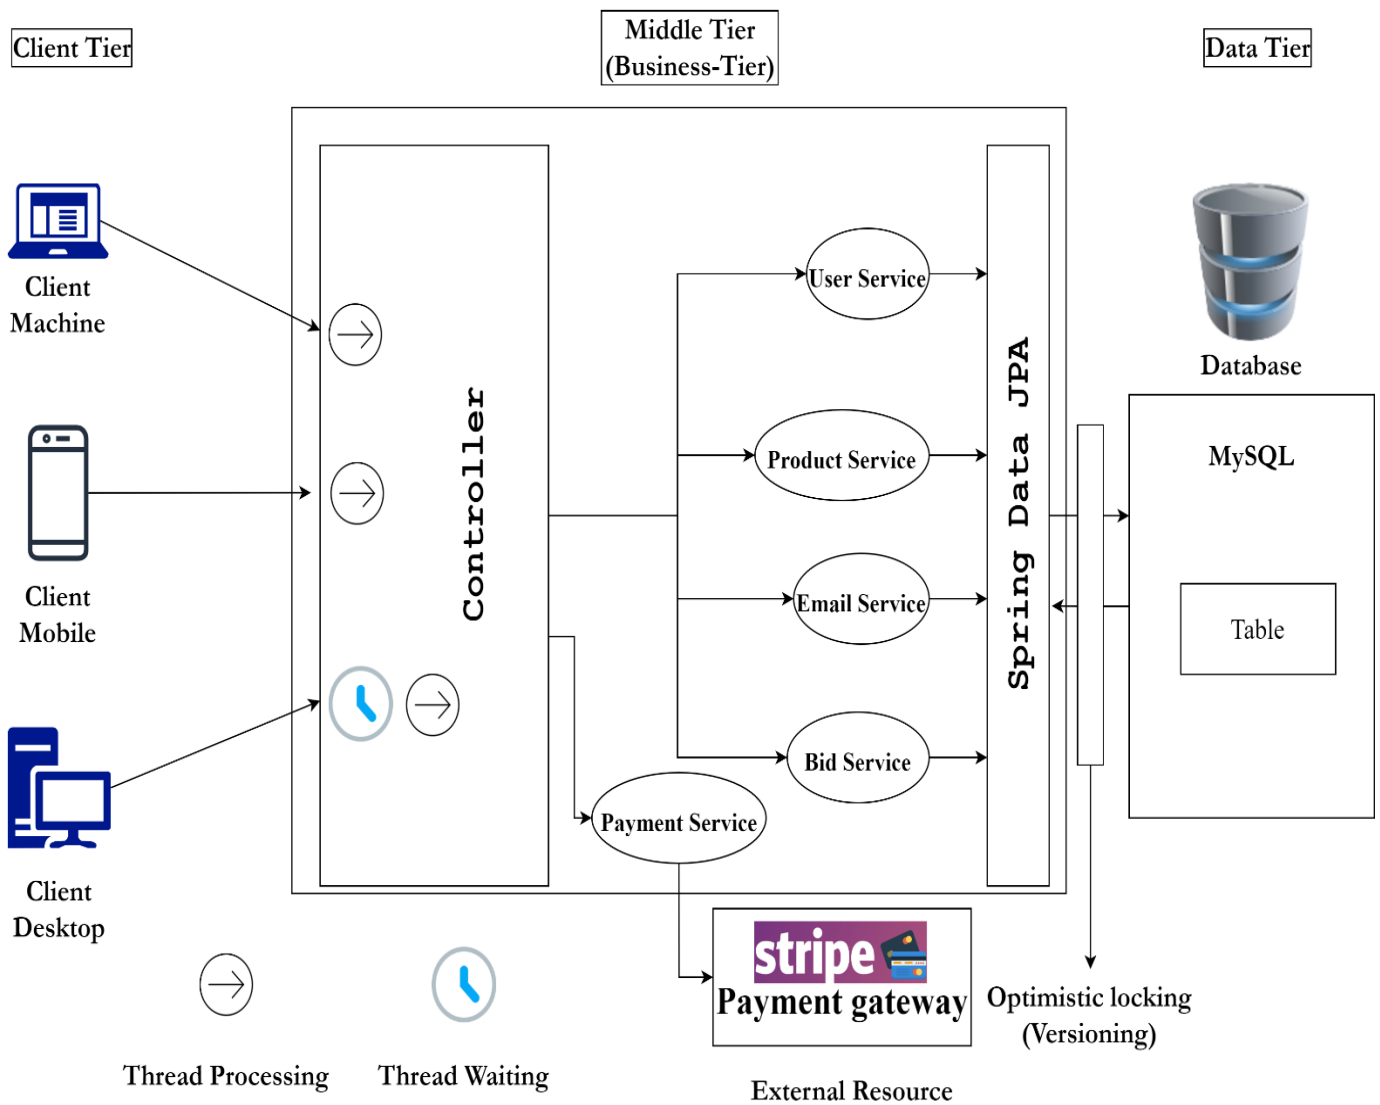 Client Tier
Middle Tier
(Business-Tier)
Data Tier
Client
Machine
Client
Mobile
Client
Desktop
Controller
User Service
Product Service
Email Service
Bid Service
Payment Service
Spring Data JPA
Database
MySQL
Table
stripe
Payment gateway
External Resource
Optimistic locking
(Versioning)
Thread Processing
Thread Waiting